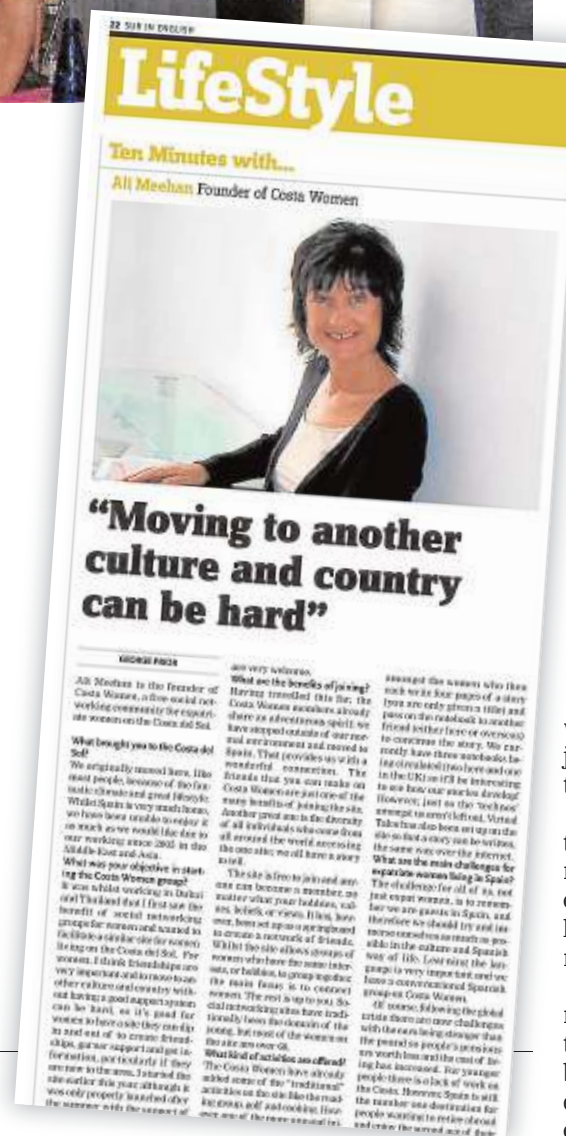 22 SUR IN ENGLISH
LifeStyle
Ten Minutes with...
Ali Meehan Founder of Costa Women
“Moving to another
culture and country
can be hard”
GEORGE PRIOR
Ali Meehan is the founder of
Costa Women, a free social net-
working community for expatri-
ate women on the Costa del Sol.
What brought you to the Costa del
Sol?
We originally moved here, like
most people, because of the fan-
tastic climate and great lifestyle.
Whilst Spain is very much home,
we have been unable to enjoy it
as much as we would like due to
our working since 2005 in the
Middle East and Asia.
What was your objective in start-
ing the Costa Women group?
It was whilst working in Dubai
and Thailand that I first saw the
benefit of social networking
groups for women and wanted to
facilitate a similar site for women
living on the Costa del Sol. For
women, I think friendships are
very important and to move to an-
other culture and country with-
out having a good support system
can be hard, so it's good for
women to have a site they can dip
in and out of to create friend-
ships, garner support and get in-
formation, particularly if they
are new to the area. I started the
site earlier this year although it
was only properly launched after
the summer with the support of
are very welcome.
What are the benefits of joining?
Having travelled this far, the
Costa Women members already
share an adventurous spirit; we
have stepped outside of our nor-
mal environment and moved to
Spain. That provides us with a
wonderful connection. The
friends that you can make on
Costa Women are just one of the
many benefits of joining the site.
Another great one is the diversity
of all individuals who come from
all around the world accessing
the one site; we all have a story
to tell.
The site is free to join and any-
one can become a member, no
matter what your hobbies, val-
ues, beliefs, or views. It has, how-
ever, been set up as a springboard
to create a network of friends.
Whilst the site allows groups of
women who have the same inter-
ests, or hobbies, to group together,
the main focus is to connect
women. The rest is up to you. So-
cial networking sites have tradi-
tionally been the domain of the
young, but most of the women on
the site are over
What kind of activities are offered?
The Costa Women have already
added some of the "traditional"
activities on the site like the read-
ing group, golf and cooking. How-
ever one of the more unusual
amongst the women who then
each write four pages of a story
(you are only given a title) and
pass on the notebook to another
friend (either here or overseas)
to continue the story. We cur-
rently have three notebooks be-
ing circulated (two here and one
in the UK) so it'll be interesting
to see how our stories develop!
However, just so the 'technos'
amongst us aren't left out, Virtual
Tales has also been set up on the
site so that a story can be written,
the same way, over the internet.
What are the main challenges for
expatriate women living in Spain?
The challenge for all of us, not
just expat women, is to remem-
ber we are guests in Spain, and
therefore we should try and im-
merse ourselves as much as pos-
sible in the culture and Spanish
way of life. Learning the lan-
guage is very important and we
have a conversational Spanish
group on Costa Women.
Of course, following the global
crisis there are now challenges
with the euro being stronger than
the pound so people's pensions
are worth less and the cost of liv-
ing has increased. For younger
people there is a lack of work on
the Costa. However, Spain is still
the number one destination for
people wanting to retire abroad
and enjoy the second act of their